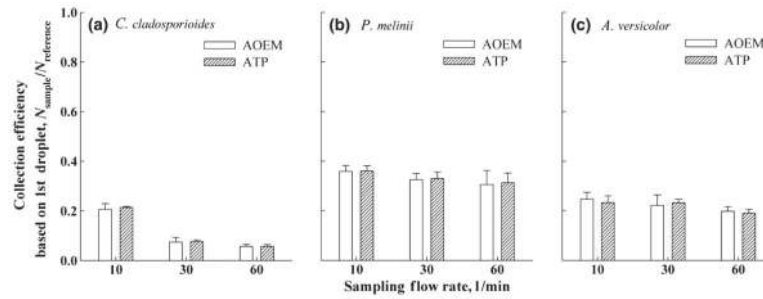 Collection efficiency
based on 1st droplet, Nsample/Nreference
1.0
0.8
0.6
0.4
0.2
0.0
(a) C. cladosporioides
AOEM
ATP
10 30 60
(b) P. melinii
AOEM
ATP
10 30 60
(c) A. versicolor
AOEM
ATP
10 30 60
Sampling flow rate, l/min